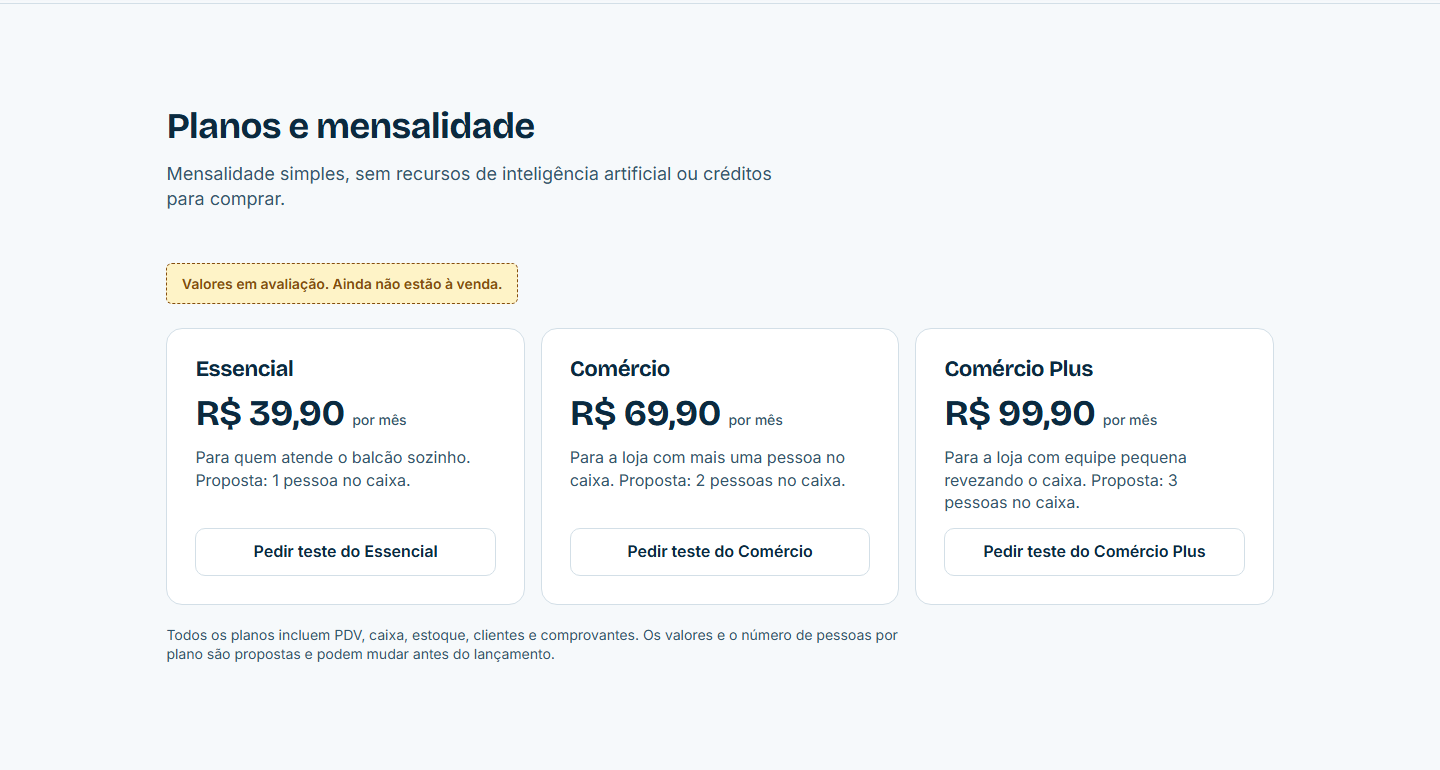 Planos e mensalidade
Mensalidade simples, sem recursos de inteligência artificial ou créditos
para comprar.
Valores em avaliação. Ainda não estão à venda.
Essencial
R$ 39,90 por mês
Para quem atende o balcão sozinho.
Proposta: 1 pessoa no caixa.
Pedir teste do Essencial
Comércio
R$ 69,90 por mês
Para a loja com mais uma pessoa no
caixa. Proposta: 2 pessoas no caixa.
Pedir teste do Comércio
Comércio Plus
R$ 99,90 por mês
Para a loja com equipe pequena
revezando o caixa. Proposta: 3
pessoas no caixa.
Pedir teste do Comércio Plus
Todos os planos incluem PDV, caixa, estoque, clientes e comprovantes. Os valores e o número de pessoas por
plano são propostas e podem mudar antes do lançamento.